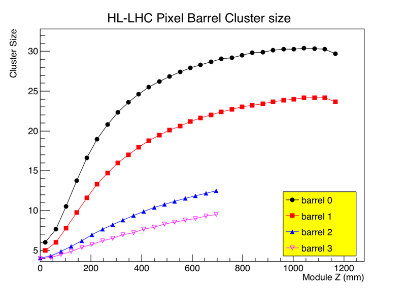 HL-LHC Pixel Barrel Cluster size
Cluster Size
30
25
20
15
10
5
barrel 0
barrel 1
barrel 2
barrel 3
0 200 400 600 800 1000 1200
Module Z (mm)